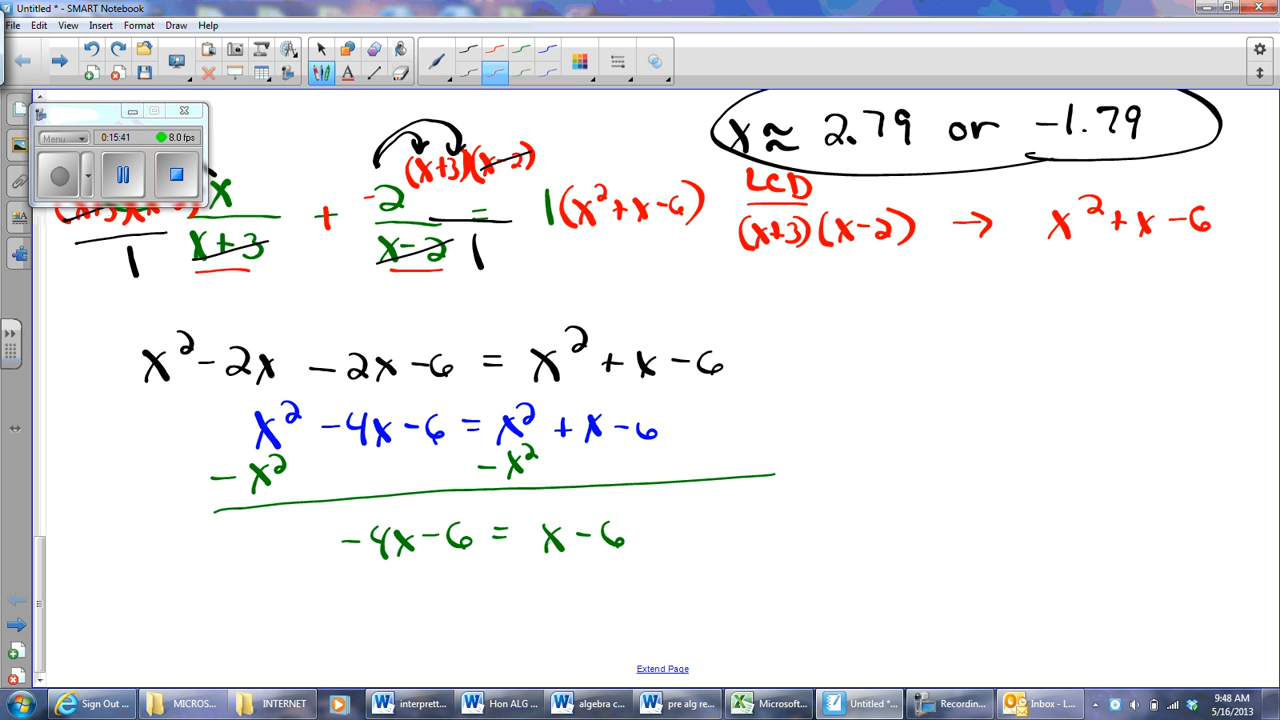 Untitled * - SMART Notebook
File Edit View Insert Format Draw Help
Menu 0:15:41 8.0 fps
x ≈ 2.79 or -1.79
(x+3)(x-2)
x/(x+3) + -2/(x-2) = 1(x²+x-6)
1 1
LCD
(x+3)(x-2) → x²+x-6
x²-2x -2x-6 = x²+x-6
x² -4x-6 = x² +x-6
-x² -x²
-4x-6 = x-6
Extend Page
Sign Out ... MICROS... INTERNET interprett... Hon ALG ... algebra c... pre alg re... Microsoft... Untitled *... Recordin... Inbox - L...
9:48 AM
5/16/2013